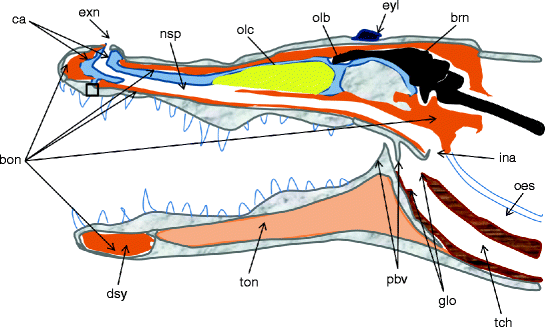 exn
eyl
ca
olb
brn
nsp
olc
bon
ina
oes
dsy
ton
pbv
glo
tch